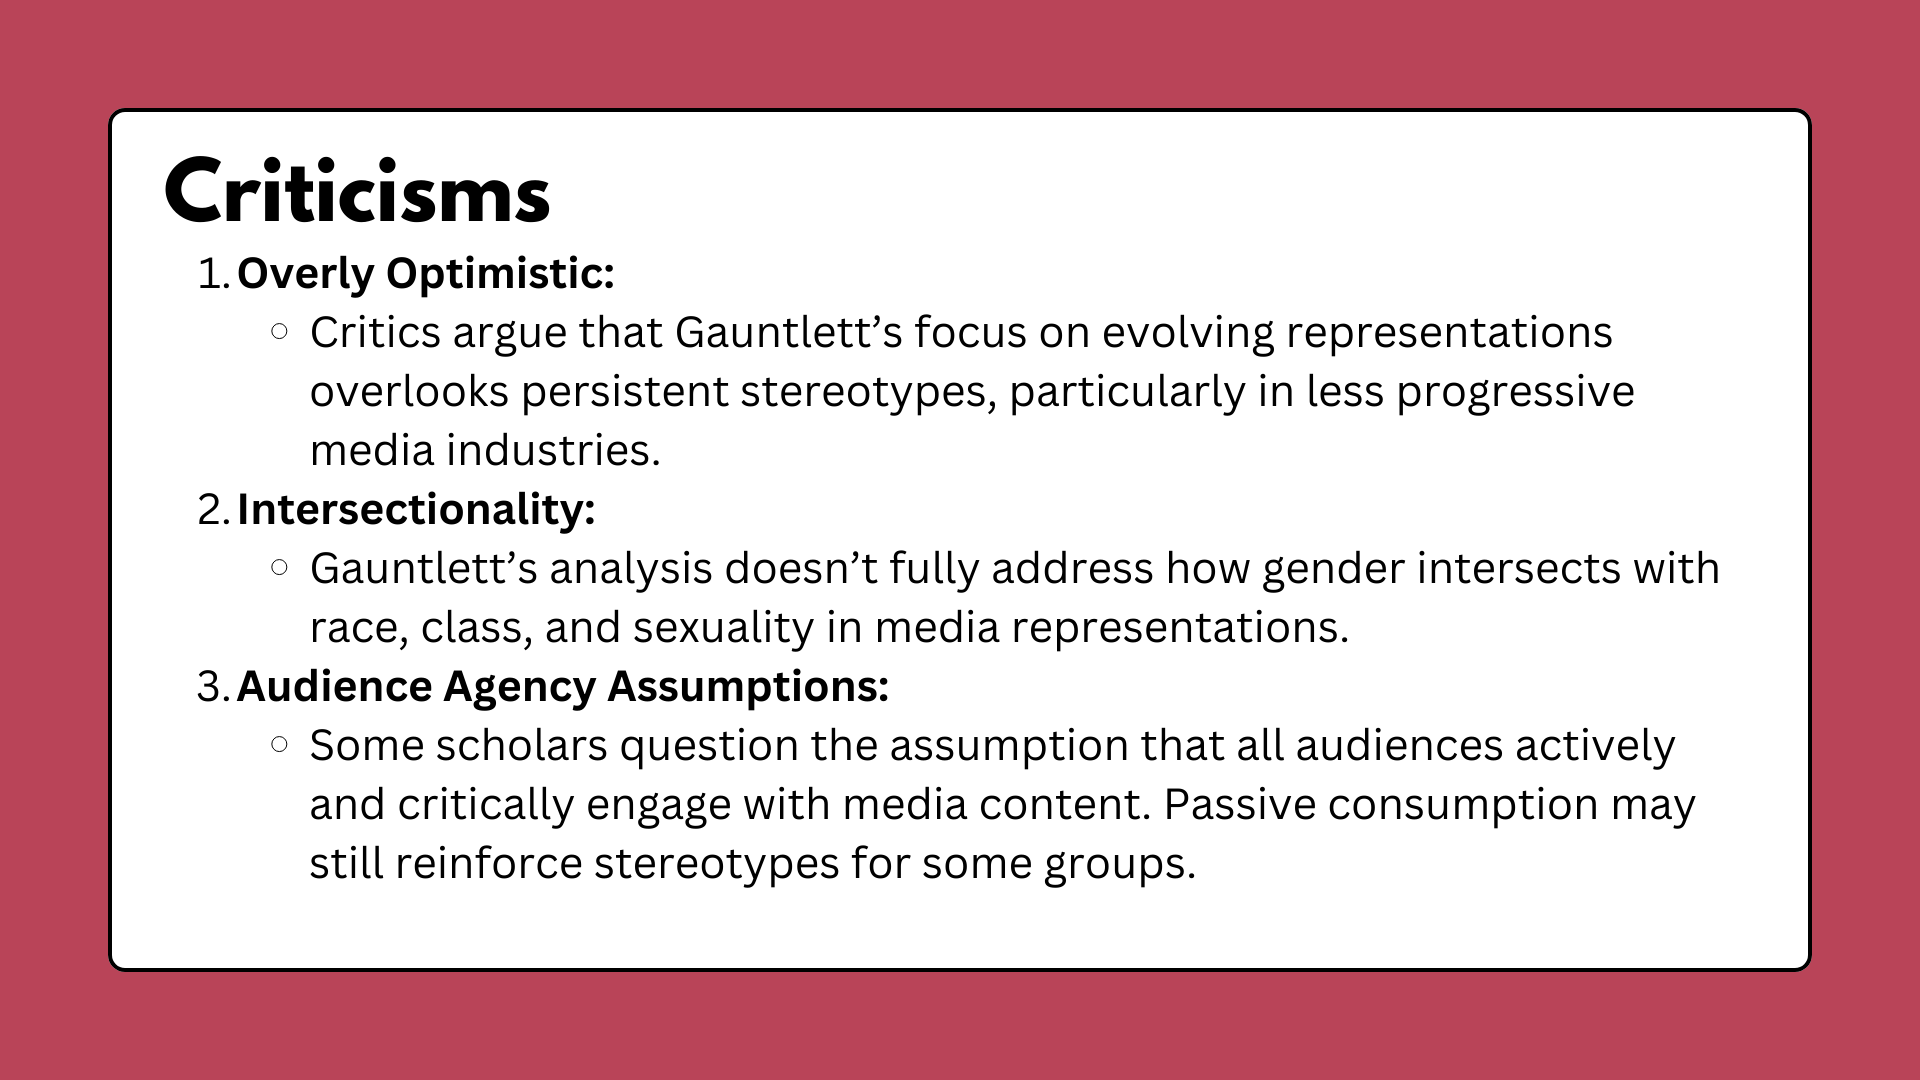 Criticisms
1. Overly Optimistic:
○ Critics argue that Gauntlett’s focus on evolving representations
overlooks persistent stereotypes, particularly in less progressive
media industries.
2. Intersectionality:
○ Gauntlett’s analysis doesn’t fully address how gender intersects with
race, class, and sexuality in media representations.
3. Audience Agency Assumptions:
○ Some scholars question the assumption that all audiences actively
and critically engage with media content. Passive consumption may
still reinforce stereotypes for some groups.